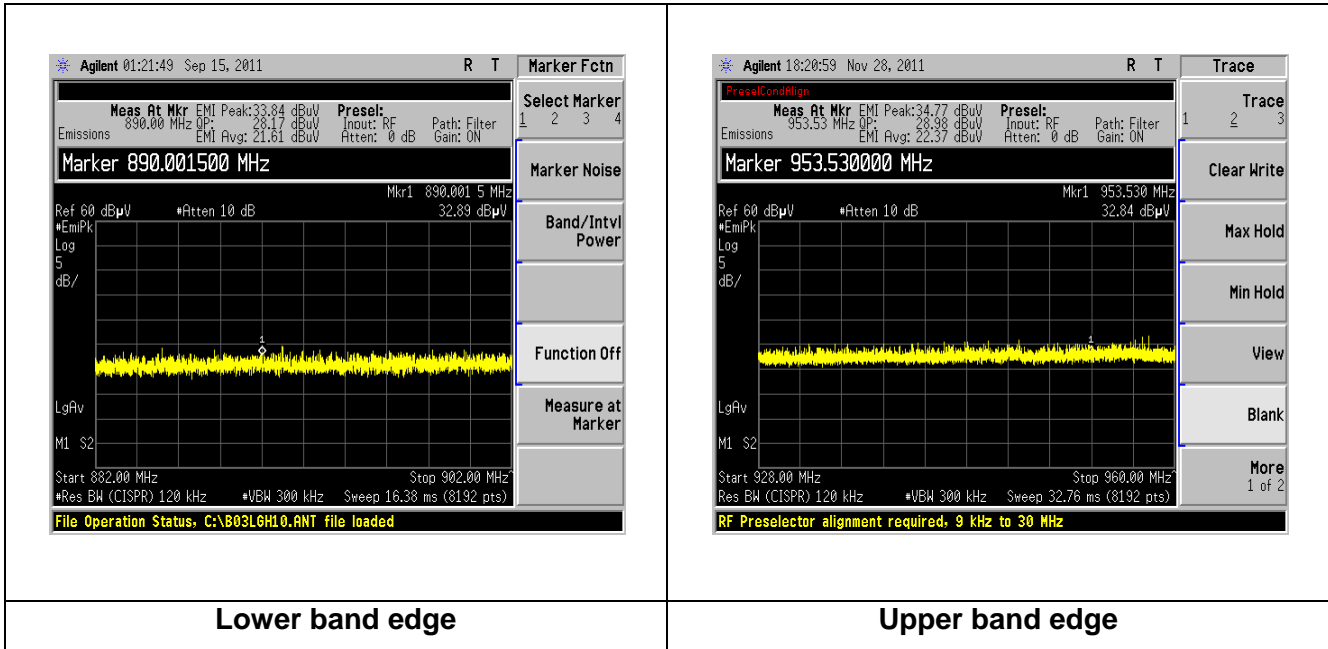 Agilent 01:21:49 Sep 15, 2011 R T Marker Fctn
Meas At Mkr EMI Peak:33.84 dBuV Presel:
890.00 MHz QP: 28.17 dBuV Input: RF Path: Filter
Emissions EMI Avg: 21.61 dBuV Atten: 0 dB Gain: ON
Marker 890.001500 MHz
Mkr1 890.001 5 MHz
Ref 60 dBµV #Atten 10 dB 32.89 dBµV
#EmiPk
Log
5
dB/
1
LgAv
M1 S2
Start 882.00 MHz Stop 902.00 MHz^
#Res BW (CISPR) 120 kHz #VBW 300 kHz Sweep 16.38 ms (8192 pts)
File Operation Status, C:\B03LGH10.ANT file loaded
Select Marker
1 2 3 4
Marker Noise
Band/Intvl
Power
Function Off
Measure at
Marker
Lower band edge
Agilent 18:20:59 Nov 28, 2011 R T Trace
PreselCondAlign
Meas At Mkr EMI Peak:34.77 dBuV Presel:
953.53 MHz QP: 28.98 dBuV Input: RF Path: Filter
Emissions EMI Avg: 22.37 dBuV Atten: 0 dB Gain: ON
Marker 953.530000 MHz
Mkr1 953.530 MHz
Ref 60 dBµV #Atten 10 dB 32.84 dBµV
#EmiPk
Log
5
dB/
1
LgAv
M1 S2
Start 928.00 MHz Stop 960.00 MHz^
Res BW (CISPR) 120 kHz #VBW 300 kHz Sweep 32.76 ms (8192 pts)
RF Preselector alignment required, 9 kHz to 30 MHz
Trace
1 2 3
Clear Write
Max Hold
Min Hold
View
Blank
More
1 of 2
Upper band edge